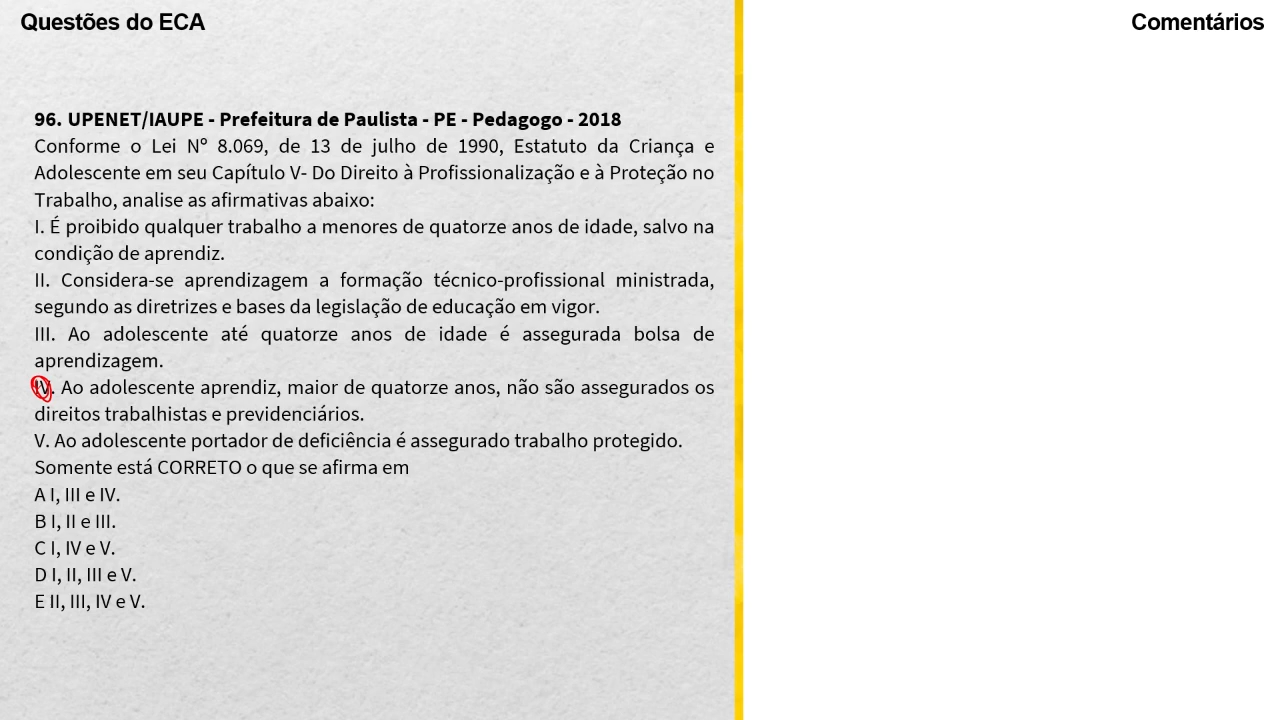 Questões do ECA
Comentários
96. UPENET/IAUPE - Prefeitura de Paulista - PE - Pedagogo - 2018
Conforme o Lei Nº 8.069, de 13 de julho de 1990, Estatuto da Criança e
Adolescente em seu Capítulo V- Do Direito à Profissionalização e à Proteção no
Trabalho, analise as afirmativas abaixo:
I. É proibido qualquer trabalho a menores de quatorze anos de idade, salvo na
condição de aprendiz.
II. Considera-se aprendizagem a formação técnico-profissional ministrada,
segundo as diretrizes e bases da legislação de educação em vigor.
III. Ao adolescente até quatorze anos de idade é assegurada bolsa de
aprendizagem.
IV. Ao adolescente aprendiz, maior de quatorze anos, não são assegurados os
direitos trabalhistas e previdenciários.
V. Ao adolescente portador de deficiência é assegurado trabalho protegido.
Somente está CORRETO o que se afirma em
A I, III e IV.
B I, II e III.
C I, IV e V.
D I, II, III e V.
E II, III, IV e V.